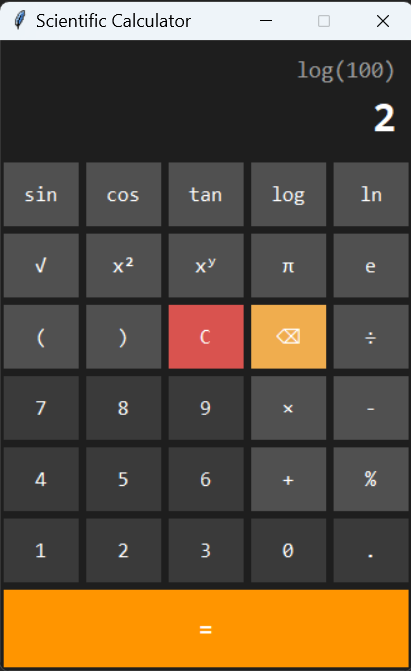 Scientific Calculator
log(100)
2
sin cos tan log ln
√ x² xʸ π e
( ) C ⌫ ÷
7 8 9 × -
4 5 6 + %
1 2 3 0 .
=